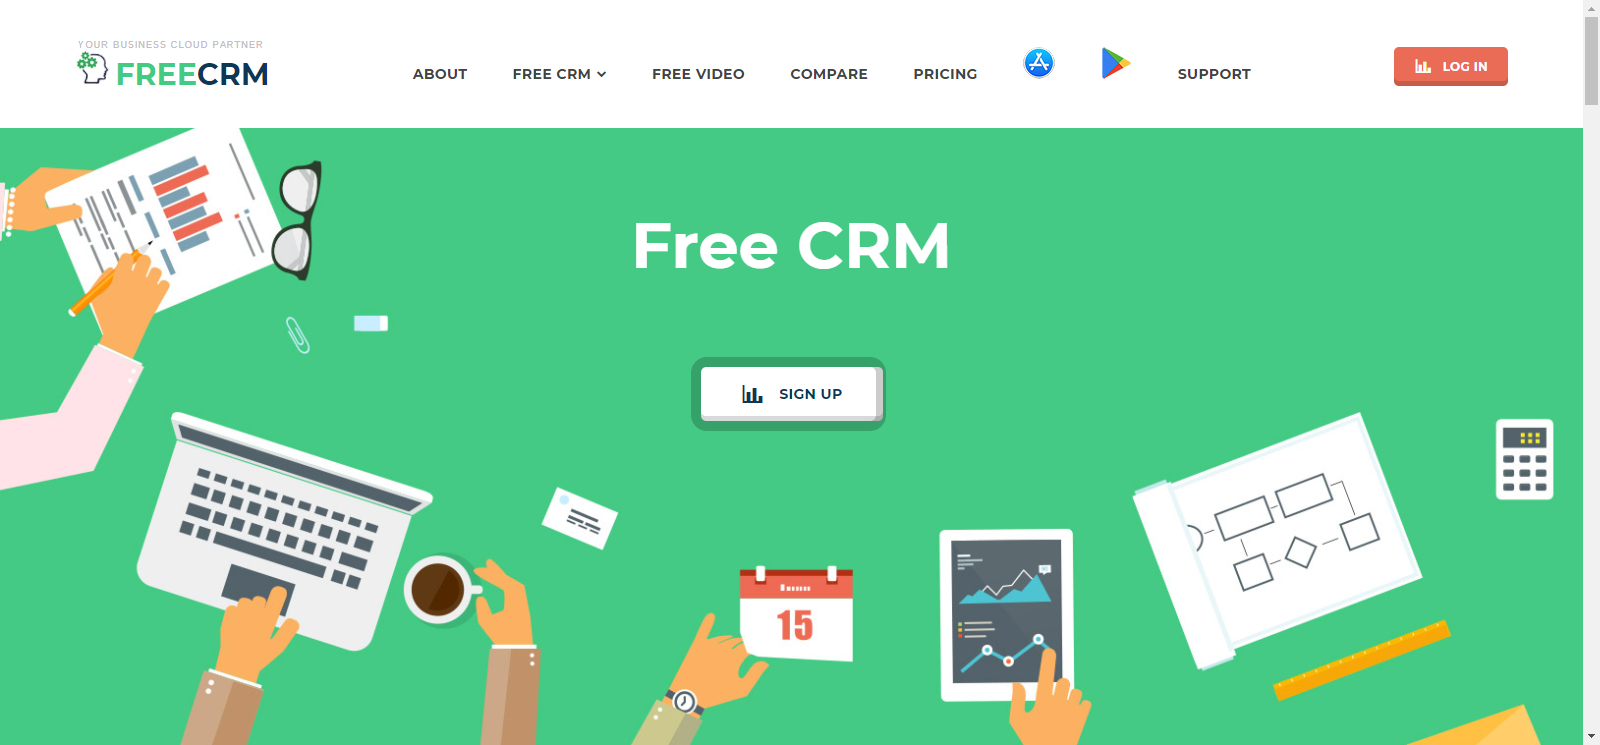 YOUR BUSINESS CLOUD PARTNER
FREECRM
ABOUT
FREE CRM
FREE VIDEO
COMPARE
PRICING
SUPPORT
LOG IN
Free CRM
SIGN UP
15